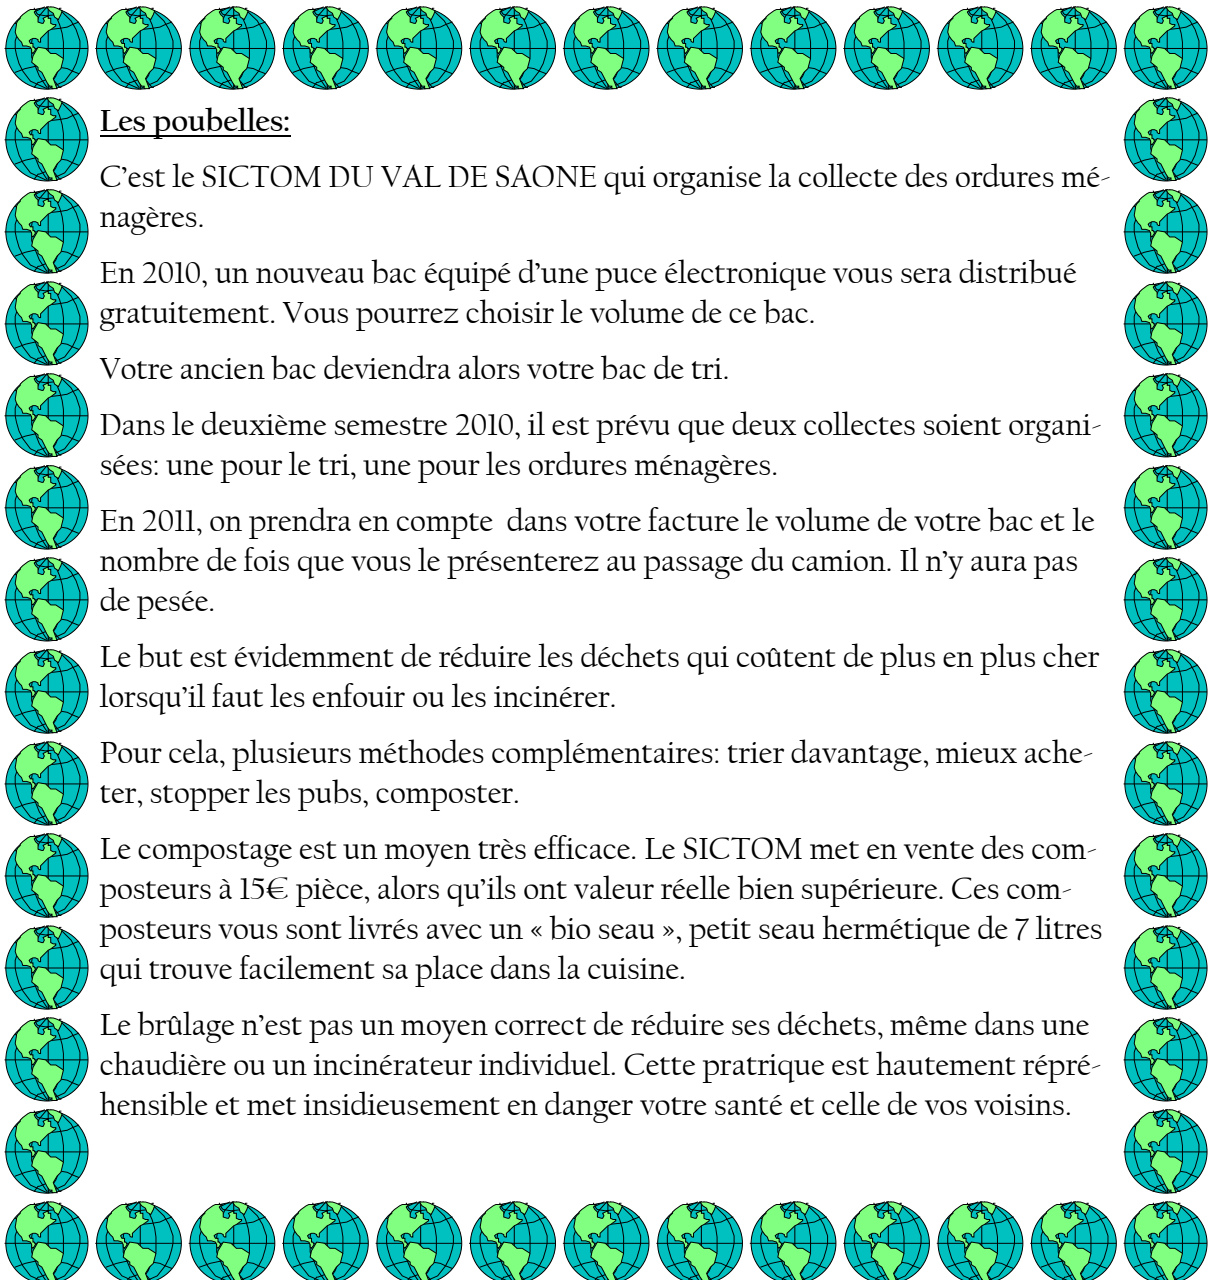 Les poubelles:
C’est le SICTOM DU VAL DE SAONE qui organise la collecte des ordures mé-
nagères.
En 2010, un nouveau bac équipé d’une puce électronique vous sera distribué
gratuitement. Vous pourrez choisir le volume de ce bac.
Votre ancien bac deviendra alors votre bac de tri.
Dans le deuxième semestre 2010, il est prévu que deux collectes soient organi-
sées: une pour le tri, une pour les ordures ménagères.
En 2011, on prendra en compte  dans votre facture le volume de votre bac et le
nombre de fois que vous le présenterez au passage du camion. Il n’y aura pas
de pesée.
Le but est évidemment de réduire les déchets qui coûtent de plus en plus cher
lorsqu’il faut les enfouir ou les incinérer.
Pour cela, plusieurs méthodes complémentaires: trier davantage, mieux ache-
ter, stopper les pubs, composter.
Le compostage est un moyen très efficace. Le SICTOM met en vente des com-
posteurs à 15€ pièce, alors qu’ils ont valeur réelle bien supérieure. Ces com-
posteurs vous sont livrés avec un « bio seau », petit seau hermétique de 7 litres
qui trouve facilement sa place dans la cuisine.
Le brûlage n’est pas un moyen correct de réduire ses déchets, même dans une
chaudière ou un incinérateur individuel. Cette pratrique est hautement répré-
hensible et met insidieusement en danger votre santé et celle de vos voisins.